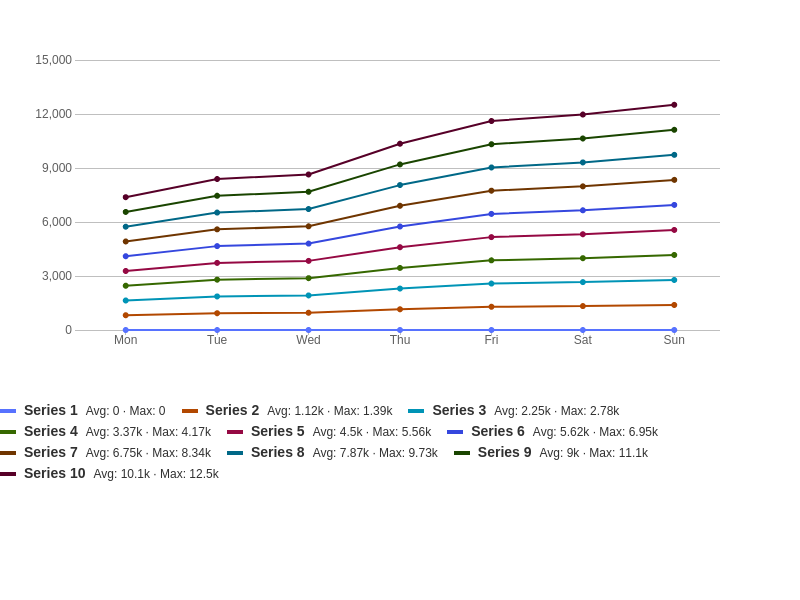 15,000
12,000
9,000
6,000
3,000
0
Mon Tue Wed Thu Fri Sat Sun
Series 1 Avg: 0 · Max: 0 Series 2 Avg: 1.12k · Max: 1.39k Series 3 Avg: 2.25k · Max: 2.78k
Series 4 Avg: 3.37k · Max: 4.17k Series 5 Avg: 4.5k · Max: 5.56k Series 6 Avg: 5.62k · Max: 6.95k
Series 7 Avg: 6.75k · Max: 8.34k Series 8 Avg: 7.87k · Max: 9.73k Series 9 Avg: 9k · Max: 11.1k
Series 10 Avg: 10.1k · Max: 12.5k